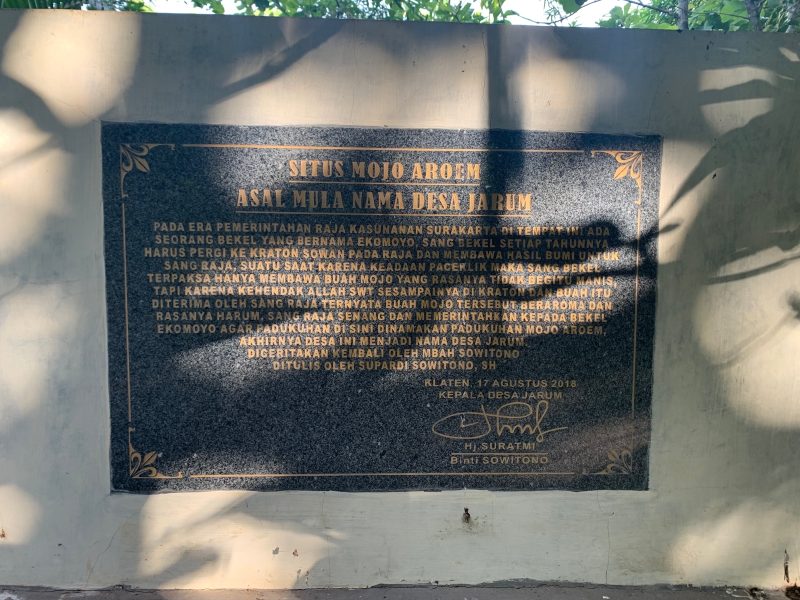 SITUS MOJO AROEM
ASAL MULA NAMA DESA JARUM
PADA ERA PEMERINTAHAN RAJA KASUNANAN SURAKARTA DI TEMPAT INI ADA
SEORANG BEKEL YANG BERNAMA EKOMOYO. SANG BEKEL SETIAP TAHUNNYA
HARUS PERGI KE KRATON SOWAN PADA RAJA DAN MEMBAWA HASIL BUMI UNTUK
SANG RAJA, SUATU SAAT KARENA KEADAAN PACEKLIK MAKA SANG BEKEL
TERPAKSA HANYA MEMBAWA BUAH MOJO YANG RASANYA TIDAK BEGITU MANIS,
TAPI KARENA KEHENDAK ALLAH SWT SESAMPAINYA DI KRATON DAN BUAH ITU
DITERIMA OLEH SANG RAJA TERNYATA BUAH MOJO TERSEBUT BERAROMA DAN
RASANYA HARUM, SANG RAJA SENANG DAN MEMERINTAHKAN KEPADA BEKEL
EKOMOYO AGAR PADUKUHAN DI SINI DINAMAKAN PADUKUHAN MOJO AROEM,
AKHIRNYA DESA INI MENJADI NAMA DESA JARUM.
DICERITAKAN KEMBALI OLEH MBAH SOWITONO
DITULIS OLEH SUPARDI SOWITONO, SH
KLATEN, 17 AGUSTUS 2018
KEPALA DESA JARUM
Hj SURATMI
Binti SOWITONO